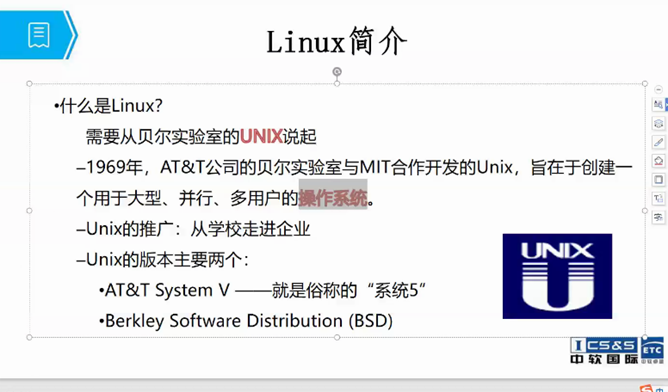 Linux简介
•什么是Linux?
需要从贝尔实验室的UNIX说起
–1969年，AT&T公司的贝尔实验室与MIT合作开发的Unix，旨在于创建一
个用于大型、并行、多用户的操作系统。
–Unix的推广：从学校走进企业
–Unix的版本主要两个：
•AT&T System V ——就是俗称的“系统5”
•Berkley Software Distribution (BSD)
UNIX
U
ICS&S
中软国际
ETC